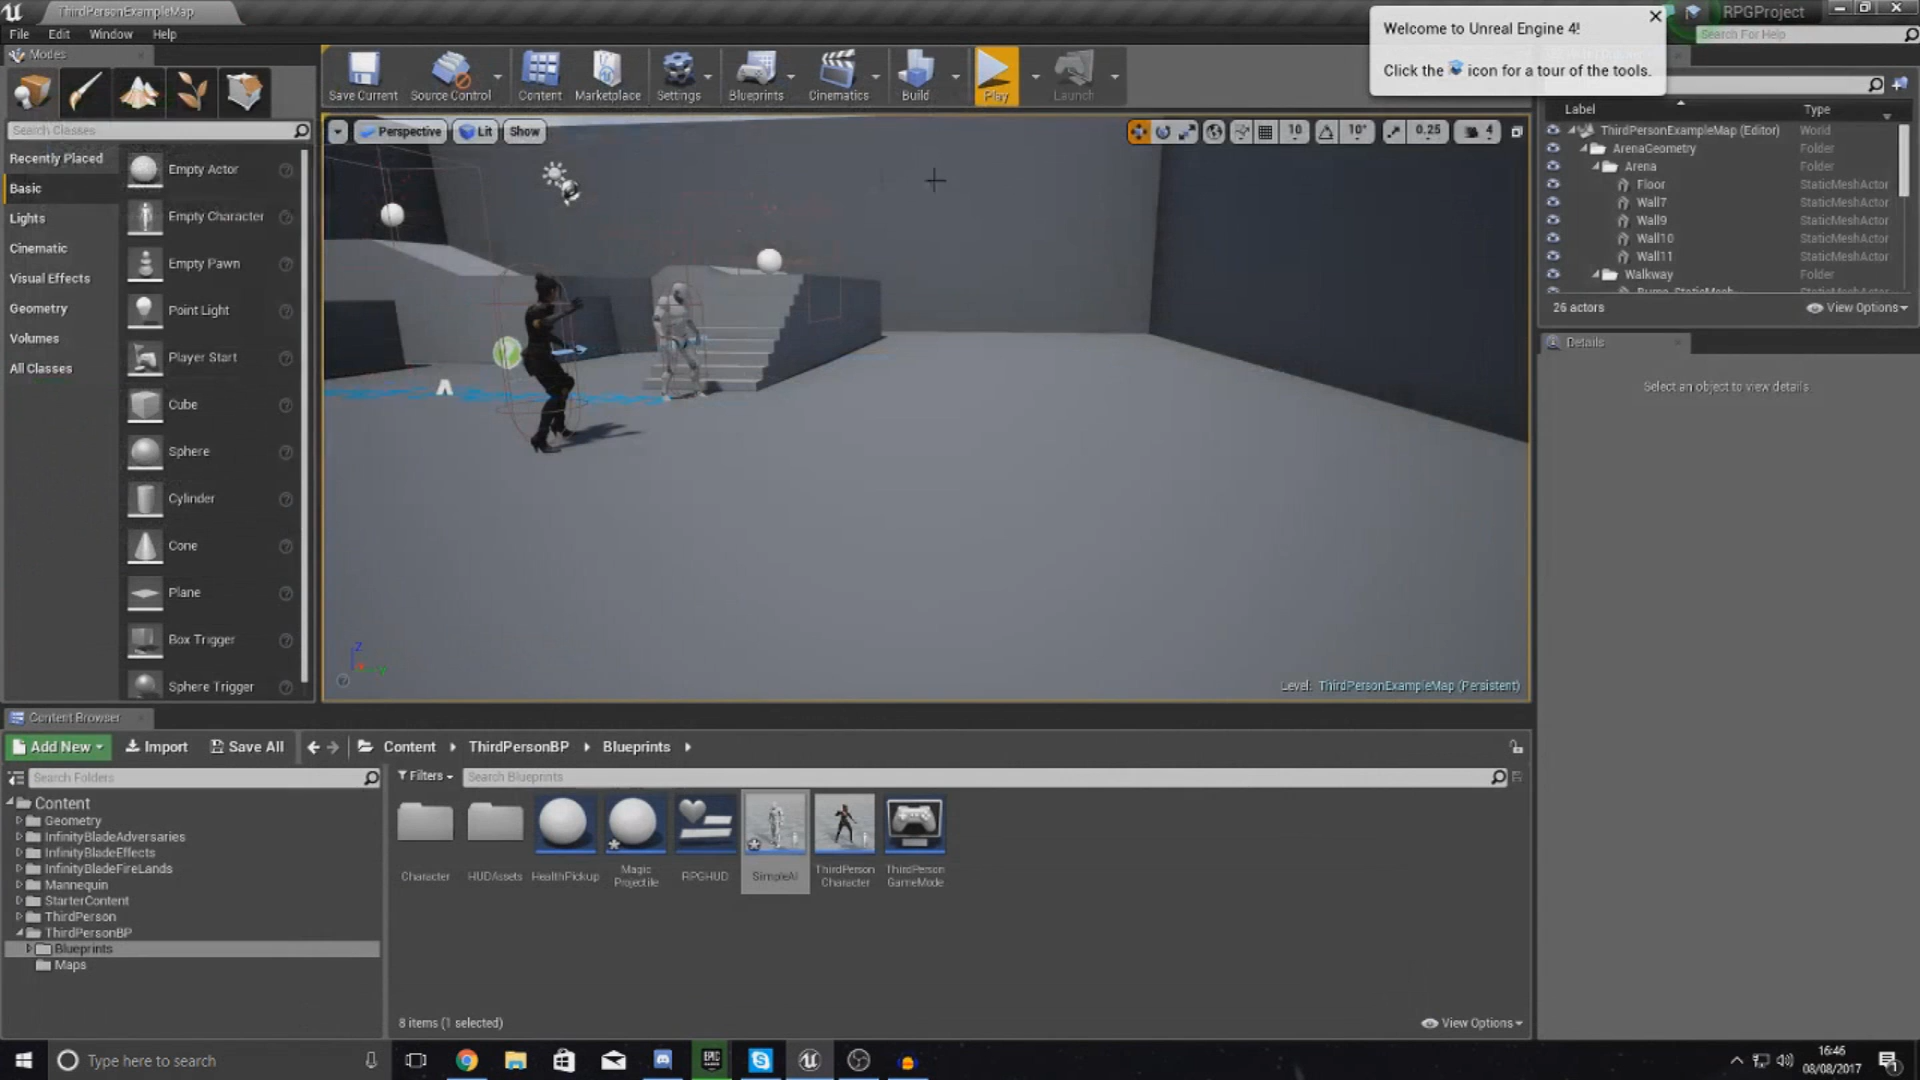 ThirdPersonExampleMap
RPGProject
File Edit Window Help
Search For Help
Welcome to Unreal Engine 4!
Click the icon for a tour of the tools.
Modes
Save Current
Source Control
Content
Marketplace
Settings
Blueprints
Cinematics
Build
Play
Launch
Search Classes
Recently Placed
Basic
Lights
Cinematic
Visual Effects
Geometry
Volumes
All Classes
Empty Actor
Empty Character
Empty Pawn
Point Light
Player Start
Cube
Sphere
Cylinder
Cone
Plane
Box Trigger
Sphere Trigger
Perspective
Lit
Show
10
10°
0.25
4
Z
Level: ThirdPersonExampleMap (Persistent)
Label Type
ThirdPersonExampleMap (Editor) World
ArenaGeometry Folder
Arena Folder
Floor StaticMeshActor
Wall7 StaticMeshActor
Wall9 StaticMeshActor
Wall10 StaticMeshActor
Wall11 StaticMeshActor
Walkway Folder
26 actors
View Options
Details
Select an object to view details.
Content Browser
Add New
Import
Save All
Content
ThirdPersonBP
Blueprints
Search Folders
Filters
Search Blueprints
Content
Geometry
InfinityBladeAdversaries
InfinityBladeEffects
InfinityBladeFireLands
Mannequin
StarterContent
ThirdPerson
ThirdPersonBP
Blueprints
Maps
Character
HUDAssets
HealthPickup
Magic
Projectile
RPGHUD
SimpleAI
ThirdPerson
Character
ThirdPerson
GameMode
8 items (1 selected)
View Options
Type here to search
EPIC
GAMES
16:46
08/08/2017
1